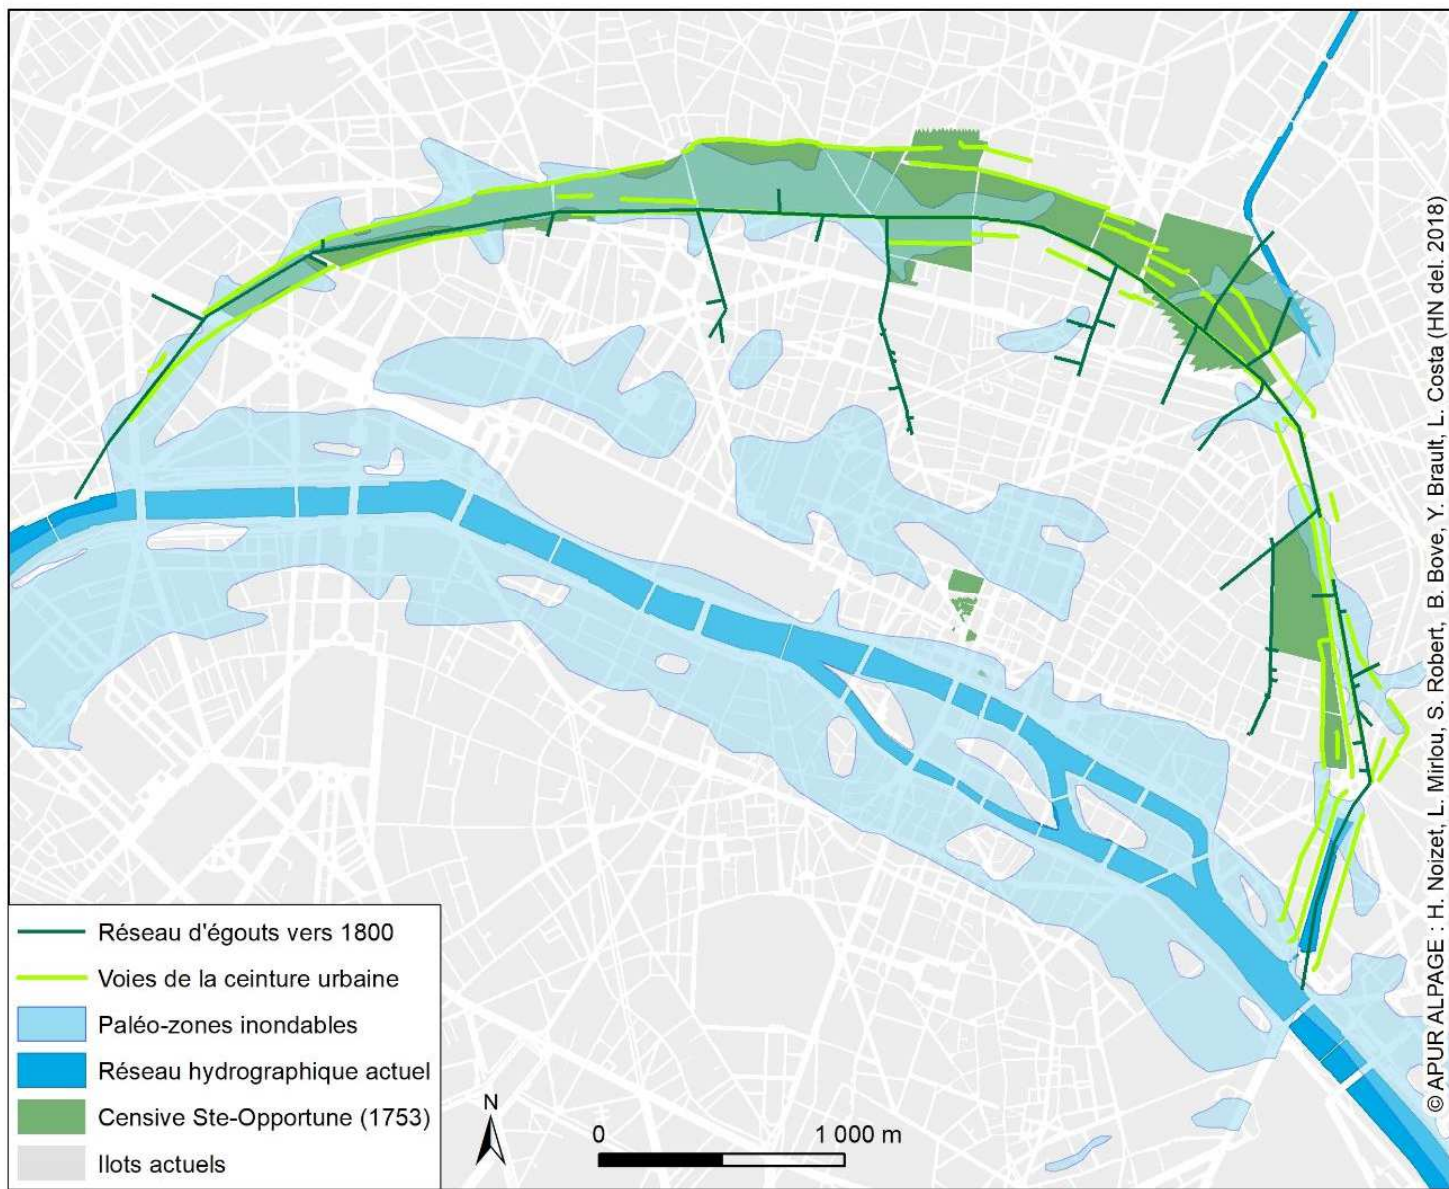 Réseau d'égouts vers 1800
Voies de la ceinture urbaine
Paléo-zones inondables
Réseau hydrographique actuel
Censive Ste-Opportune (1753)
Ilots actuels
N
0 1 000 m
© APUR ALPAGE : H. Noizet, L. Mirlou, S. Robert, B. Bove, Y. Brault, L. Costa (HN del. 2018)